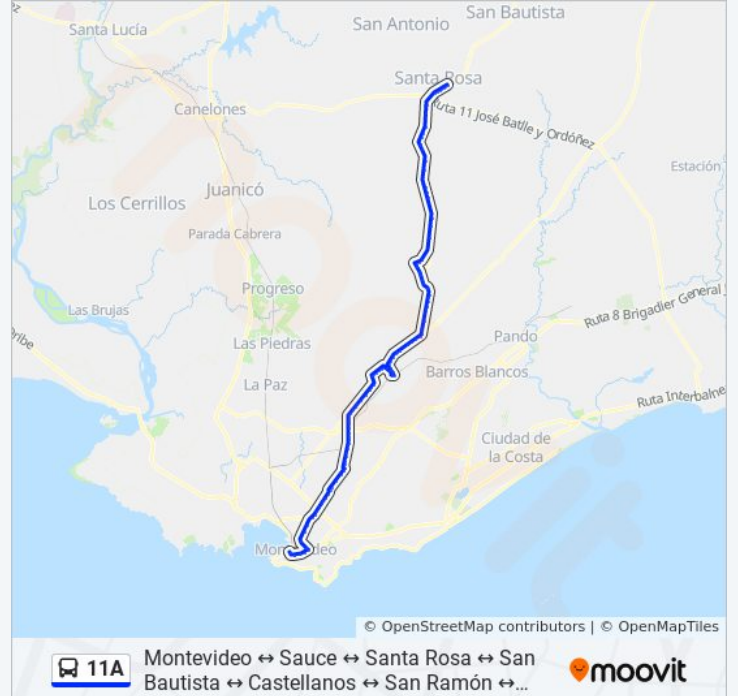 San Bautista
San Antonio
Santa Lucía
Santa Rosa
Canelones
Ruta 11 José Batlle y Ordóñez
Estación
Juanicó
Los Cerrillos
Parada Cabrera
Progreso
Las Brujas
Ruta 8 Brigadier General
Las Piedras
Pando
Barros Blancos
La Paz
Ruta Interbalne
Ciudad de
la Costa
© OpenStreetMap contributors | © OpenMapTiles
11A
Montevideo ↔ Sauce ↔ Santa Rosa ↔ San
Bautista ↔ Castellanos ↔ San Ramón ↔...
moovit